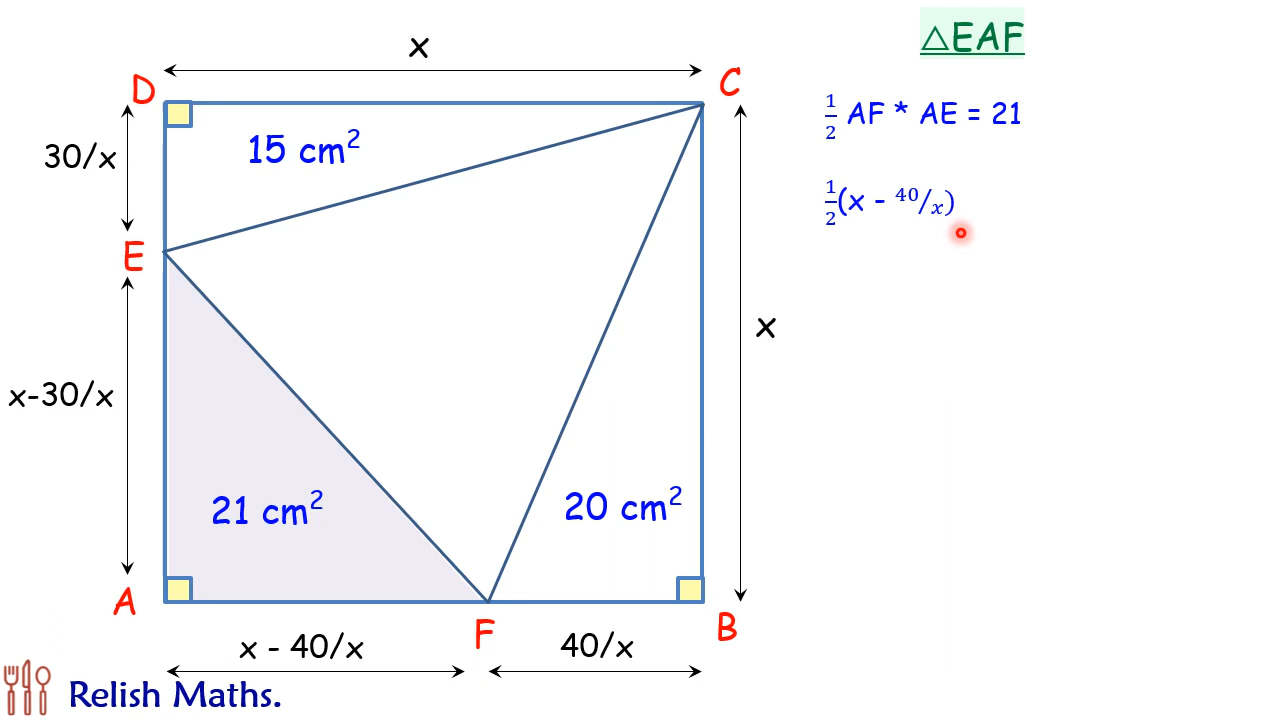 △EAF
x
D
C
½ AF * AE = 21
15 cm²
30/x
½(x - ⁴⁰/ₓ)
E
x
x-30/x
21 cm²
20 cm²
A
F
B
x - 40/x
40/x
Relish Maths.